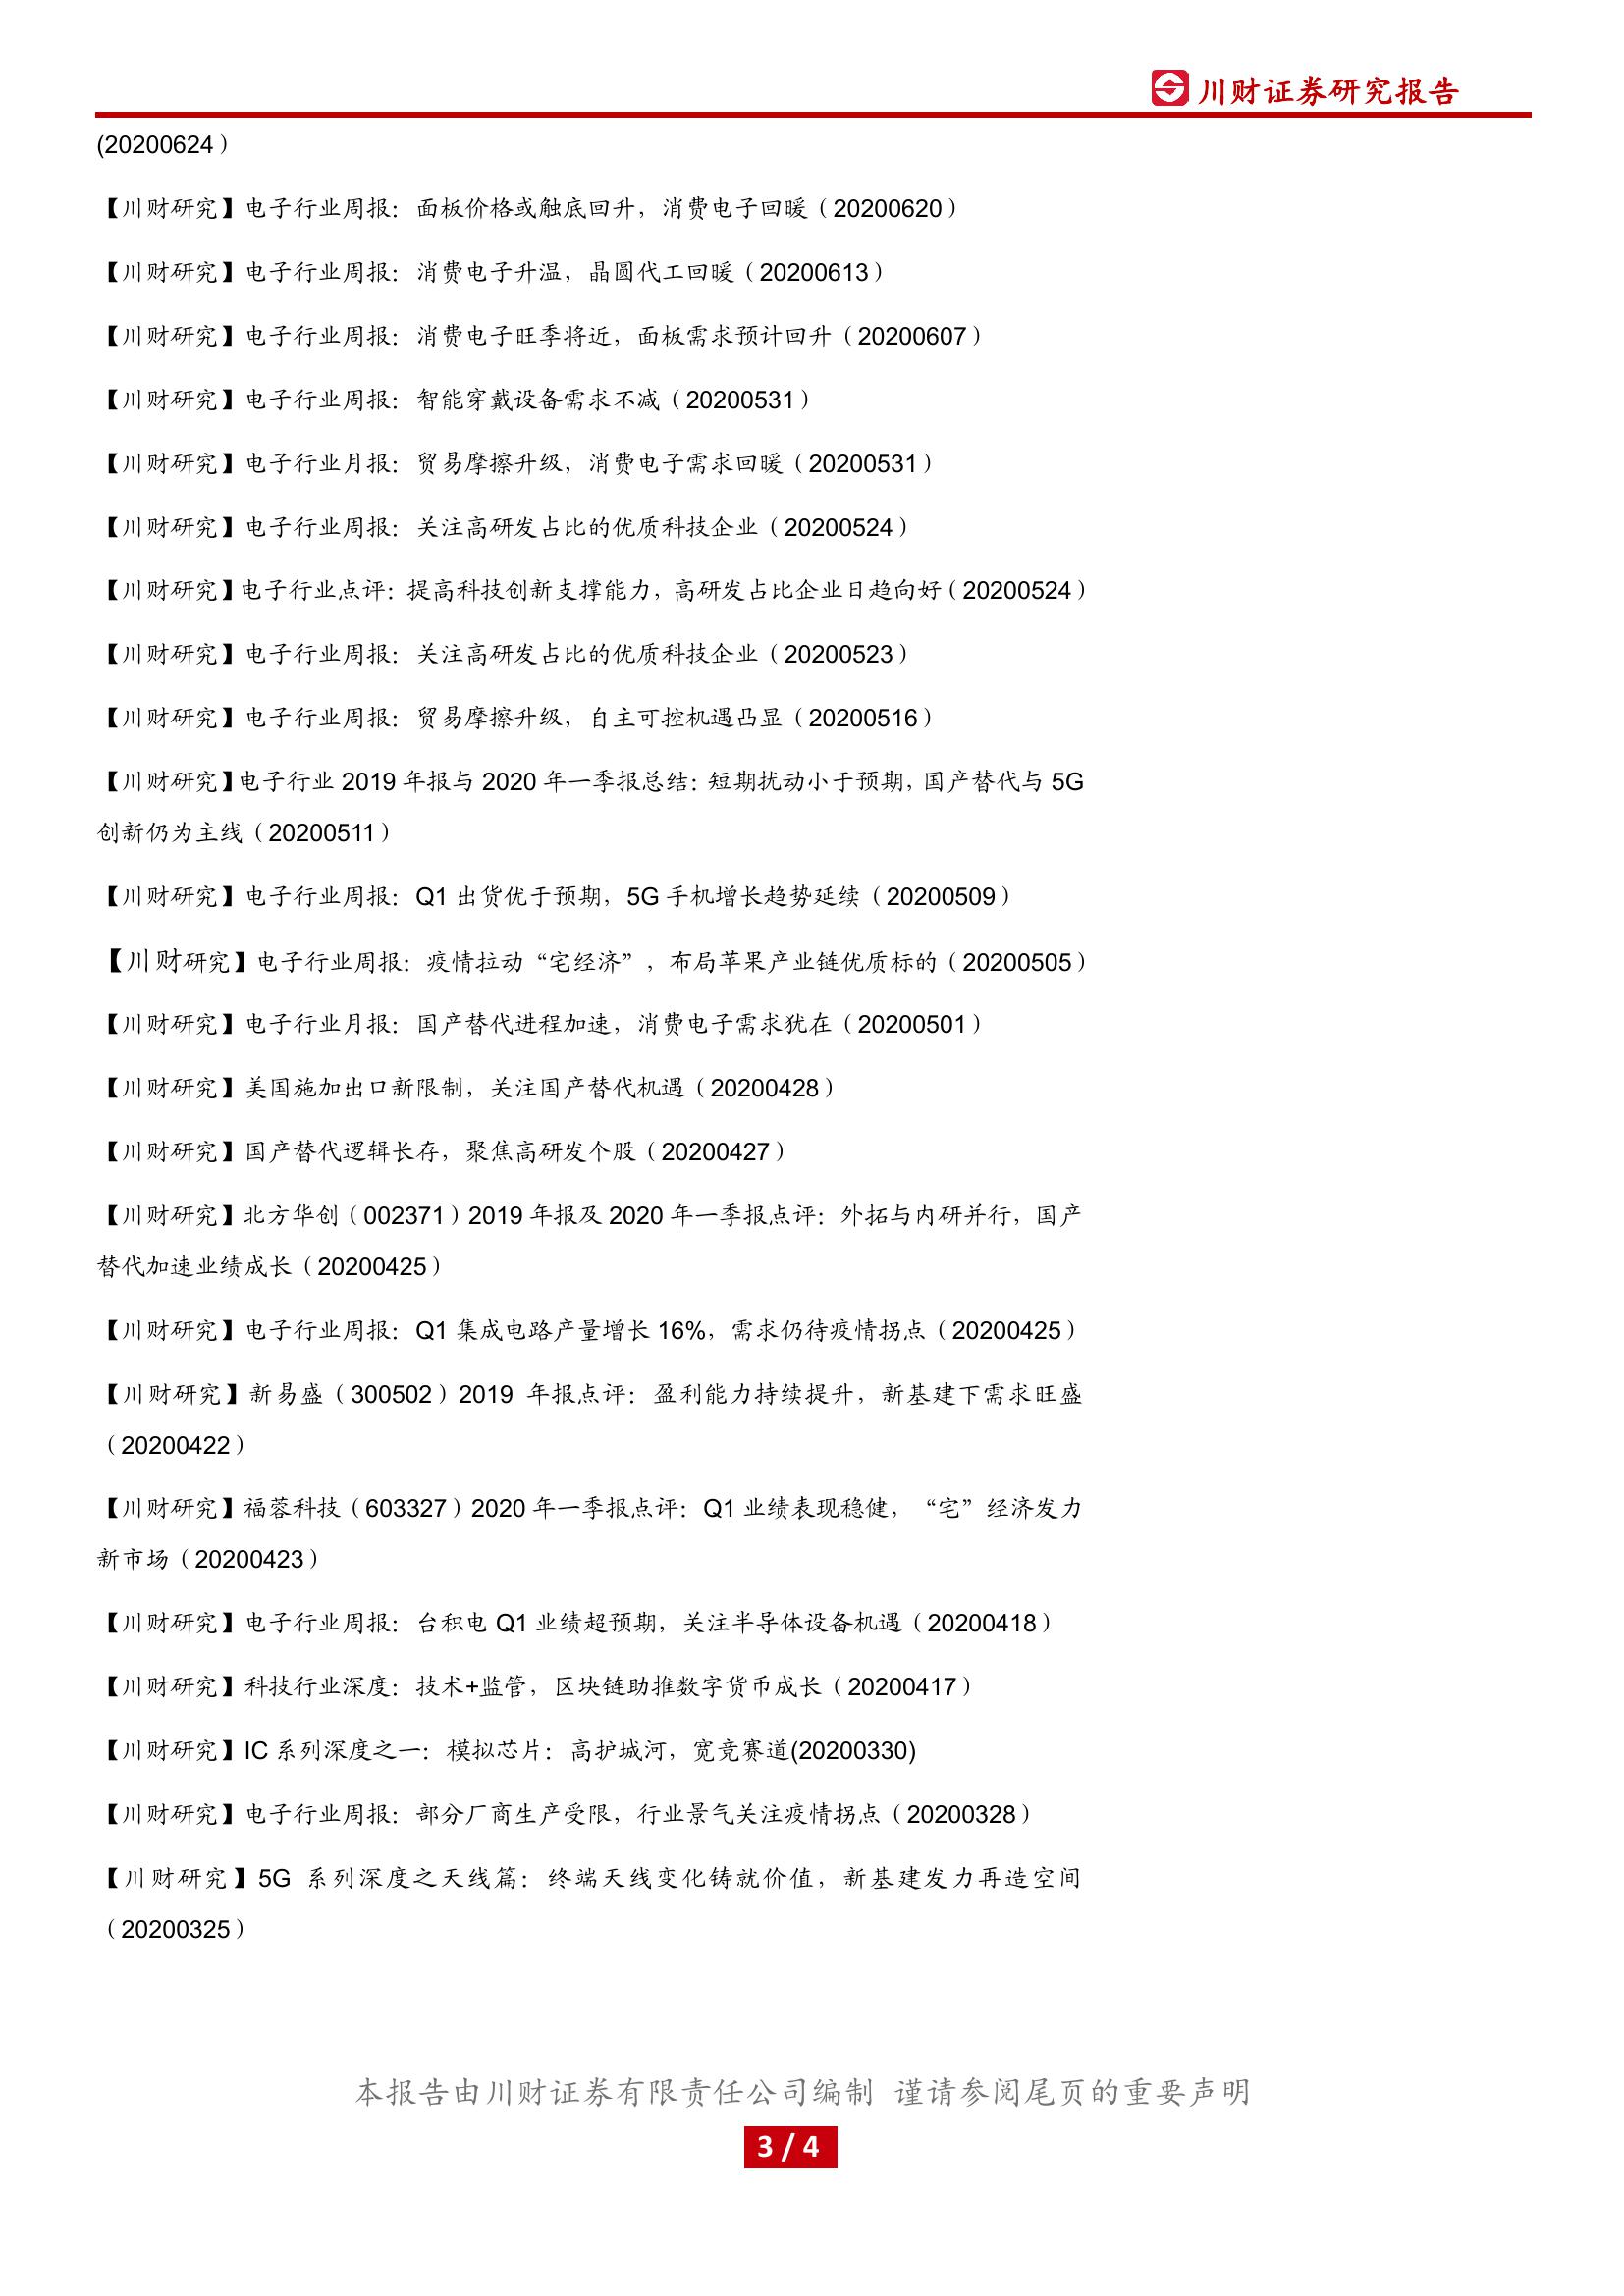 川财证券研究报告
(20200624）
【川财研究】电子行业周报：面板价格或触底回升，消费电子回暖（20200620）
【川财研究】电子行业周报：消费电子升温，晶圆代工回暖（20200613）
【川财研究】电子行业周报：消费电子旺季将近，面板需求预计回升（20200607）
【川财研究】电子行业周报：智能穿戴设备需求不减（20200531）
【川财研究】电子行业月报：贸易摩擦升级，消费电子需求回暖（20200531）
【川财研究】电子行业周报：关注高研发占比的优质科技企业（20200524）
【川财研究】电子行业点评：提高科技创新支撑能力，高研发占比企业日趋向好（20200524）
【川财研究】电子行业周报：关注高研发占比的优质科技企业（20200523）
【川财研究】电子行业周报：贸易摩擦升级，自主可控机遇凸显（20200516）
【川财研究】电子行业 2019 年报与 2020 年一季报总结：短期扰动小于预期，国产替代与 5G
创新仍为主线（20200511）
【川财研究】电子行业周报：Q1 出货优于预期，5G 手机增长趋势延续（20200509）
【川财研究】电子行业周报：疫情拉动“宅经济”，布局苹果产业链优质标的（20200505）
【川财研究】电子行业月报：国产替代进程加速，消费电子需求犹在（20200501）
【川财研究】美国施加出口新限制，关注国产替代机遇（20200428）
【川财研究】国产替代逻辑长存，聚焦高研发个股（20200427）
【川财研究】北方华创（002371）2019 年报及 2020 年一季报点评：外拓与内研并行，国产
替代加速业绩成长（20200425）
【川财研究】电子行业周报：Q1 集成电路产量增长 16%，需求仍待疫情拐点（20200425）
【川财研究】新易盛（300502）2019 年报点评：盈利能力持续提升，新基建下需求旺盛
（20200422）
【川财研究】福蓉科技（603327）2020 年一季报点评：Q1 业绩表现稳健，“宅”经济发力
新市场（20200423）
【川财研究】电子行业周报：台积电 Q1 业绩超预期，关注半导体设备机遇（20200418）
【川财研究】科技行业深度：技术+监管，区块链助推数字货币成长（20200417）
【川财研究】IC 系列深度之一：模拟芯片：高护城河，宽竞赛道(20200330)
【川财研究】电子行业周报：部分厂商生产受限，行业景气关注疫情拐点（20200328）
【川财研究】5G 系列深度之天线篇：终端天线变化铸就价值，新基建发力再造空间
（20200325）
本报告由川财证券有限责任公司编制 谨请参阅尾页的重要声明
3 / 4